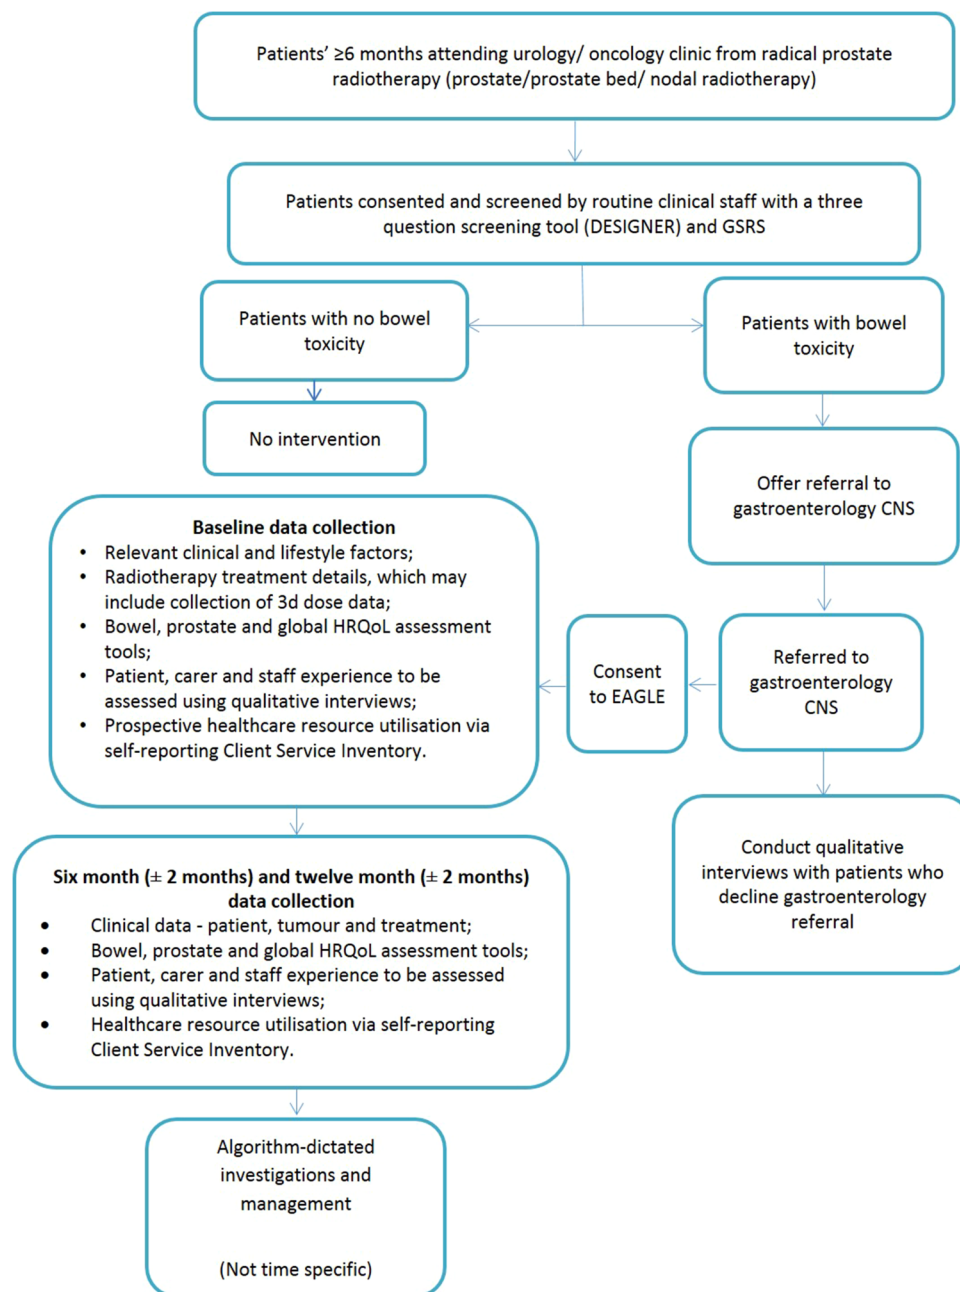 Patients’ ≥6 months attending urology/ oncology clinic from radical prostate
radiotherapy (prostate/prostate bed/ nodal radiotherapy)
Patients consented and screened by routine clinical staff with a three
question screening tool (DESIGNER) and GSRS
Patients with no bowel
toxicity
Patients with bowel
toxicity
No intervention
Offer referral to
gastroenterology CNS
Baseline data collection
• Relevant clinical and lifestyle factors;
• Radiotherapy treatment details, which may
include collection of 3d dose data;
• Bowel, prostate and global HRQoL assessment
tools;
• Patient, carer and staff experience to be
assessed using qualitative interviews;
• Prospective healthcare resource utilisation via
self-reporting Client Service Inventory.
Consent
to EAGLE
Referred to
gastroenterology
CNS
Conduct qualitative
interviews with patients who
decline gastroenterology
referral
Six month (± 2 months) and twelve month (± 2 months)
data collection
• Clinical data - patient, tumour and treatment;
• Bowel, prostate and global HRQoL assessment tools;
• Patient, carer and staff experience to be assessed
using qualitative interviews;
• Healthcare resource utilisation via self-reporting
Client Service Inventory.
Algorithm-dictated
investigations and
management
(Not time specific)